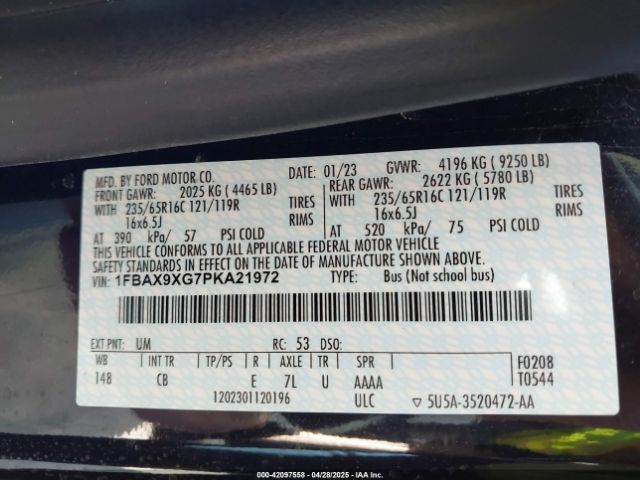 MFD. BY FORD MOTOR CO. DATE: 01/23 GVWR: 4196 KG ( 9250 LB)
FRONT GAWR: 2025 KG ( 4465 LB) REAR GAWR: 2622 KG ( 5780 LB)
WITH 235/65R16C 121/119R TIRES WITH 235/65R16C 121/119R TIRES
16x6.5J RIMS 16x6.5J RIMS
AT 390 kPa/ 57 PSI COLD AT 520 kPa/ 75 PSI COLD
THIS VEHICLE CONFORMS TO ALL APPLICABLE FEDERAL MOTOR VEHICLE
SAFETY STANDARDS IN EFFECT ON THE DATE OF MANUFACTURE SHOWN ABOVE.
VIN: 1FBAX9XG7PKA21972 TYPE: Bus (Not school bus)
EXT PNT: UM RC: 53 DSO:
WB INT TR TP/PS R AXLE TR SPR F0208
148 CB E 7L U AAAA T0544
1202301120196 ULC ▽ 5U5A-3520472-AA
000-42097558 - 04/28/2025 - IAA Inc.